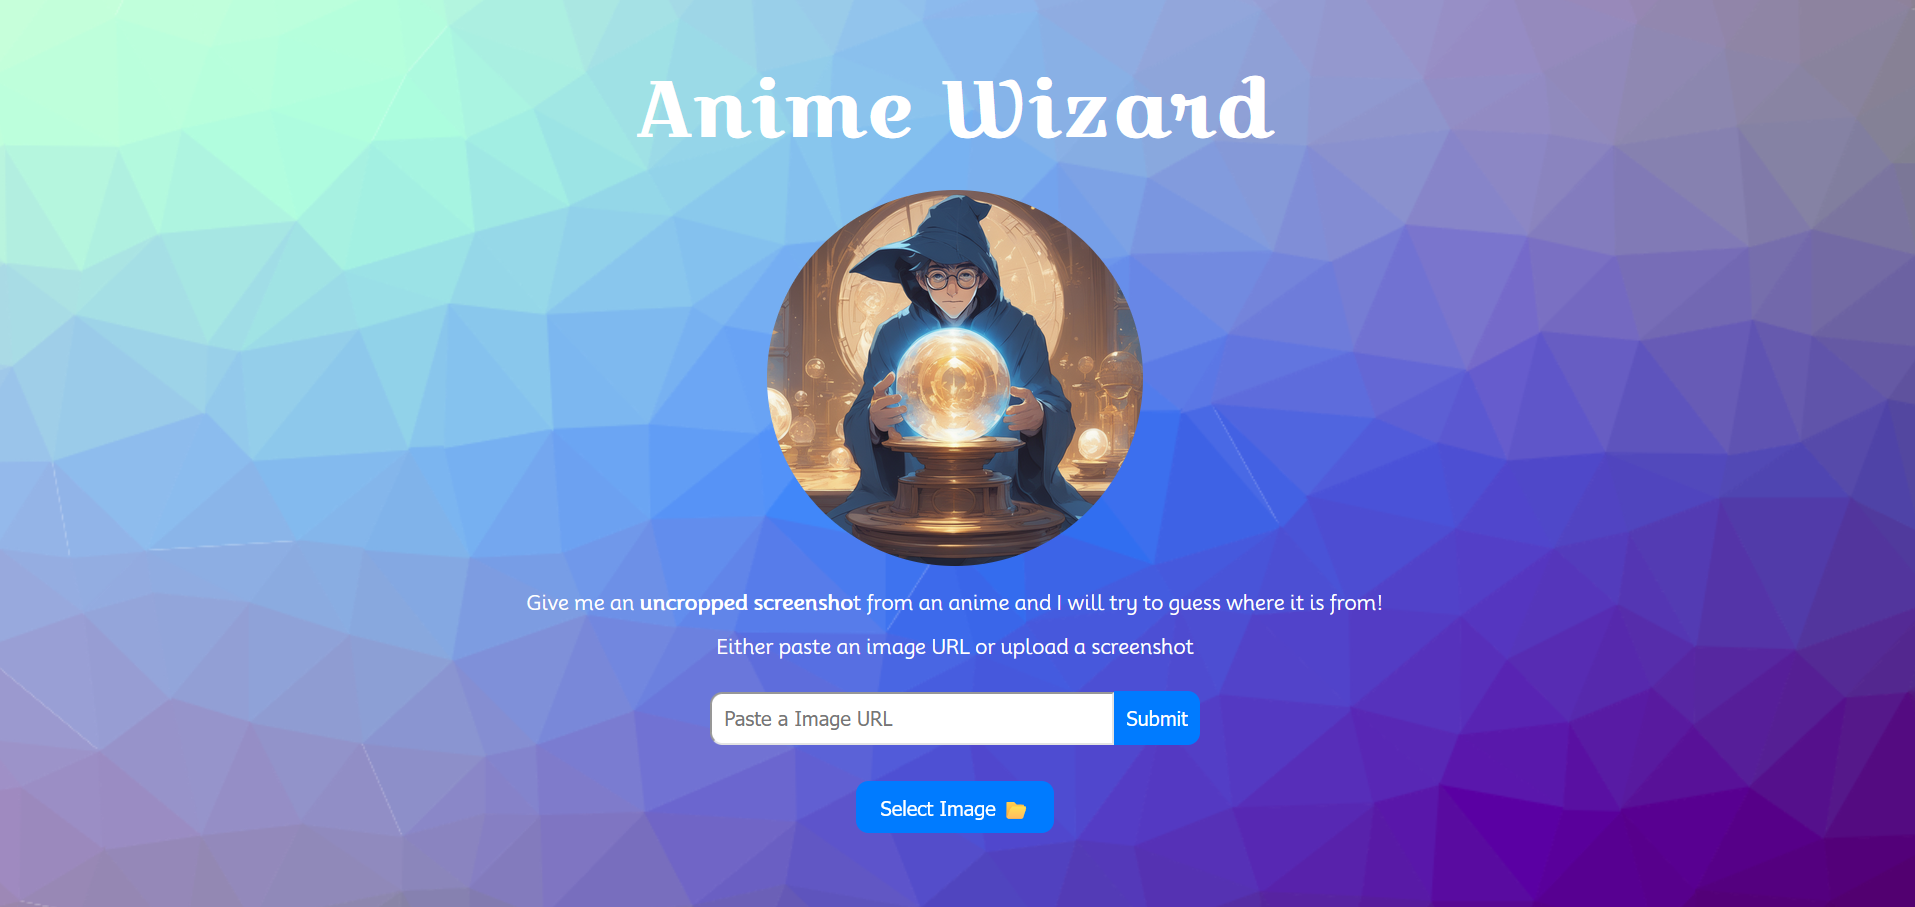 Anime Wizard
Give me an uncropped screenshot from an anime and I will try to guess where it is from!
Either paste an image URL or upload a screenshot
Paste a Image URL
Submit
Select Image